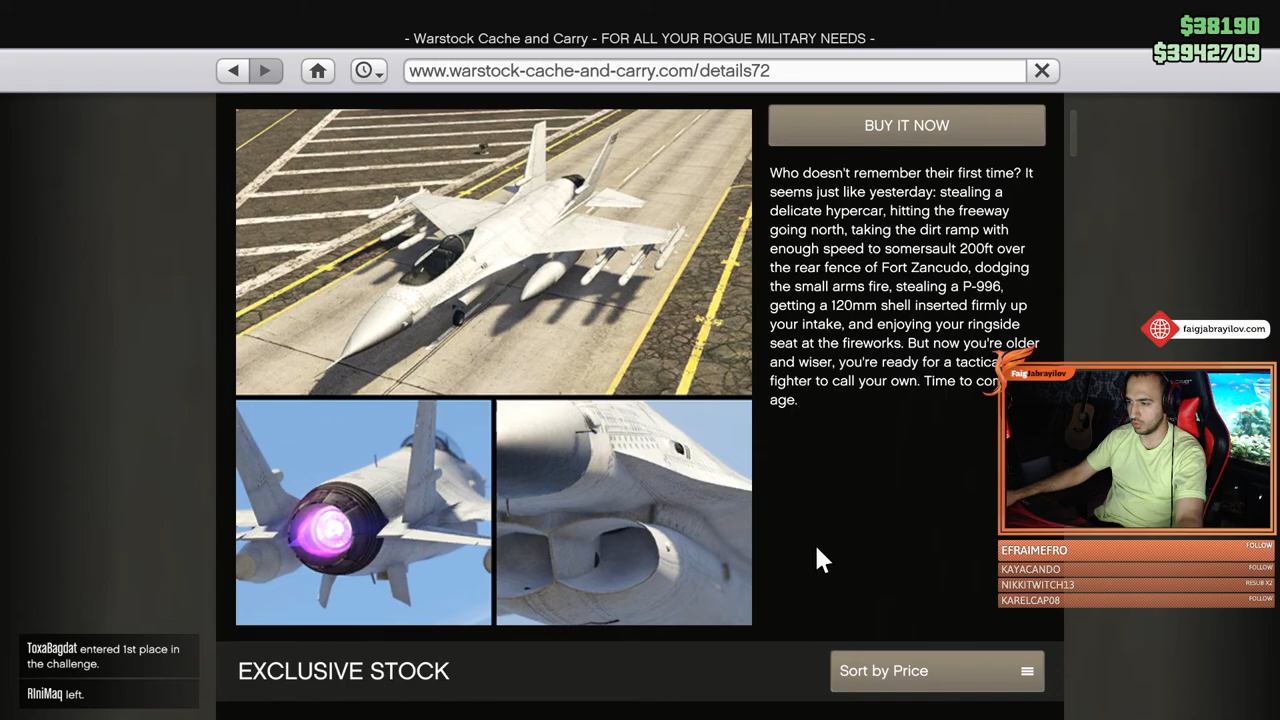 $38190
$3942709
- Warstock Cache and Carry - FOR ALL YOUR ROGUE MILITARY NEEDS -
www.warstock-cache-and-carry.com/details72
BUY IT NOW
Who doesn't remember their first time? It
seems just like yesterday: stealing a
delicate hypercar, hitting the freeway
going north, taking the dirt ramp with
enough speed to somersault 200ft over
the rear fence of Fort Zancudo, dodging
the small arms fire, stealing a P-996,
getting a 120mm shell inserted firmly up
your intake, and enjoying your ringside
seat at the fireworks. But now you're older
and wiser, you're ready for a tactica
fighter to call your own. Time to com
age.
faigjabrayilov.com
FaigJabrayilov
EFRAIMEFRO FOLLOW
KAYACANDO FOLLOW
NIKKITWITCH13 RESUB X2
KARELCAP08 FOLLOW
ToxaBagdat entered 1st place in
the challenge.
RIniMaq left.
EXCLUSIVE STOCK
Sort by Price